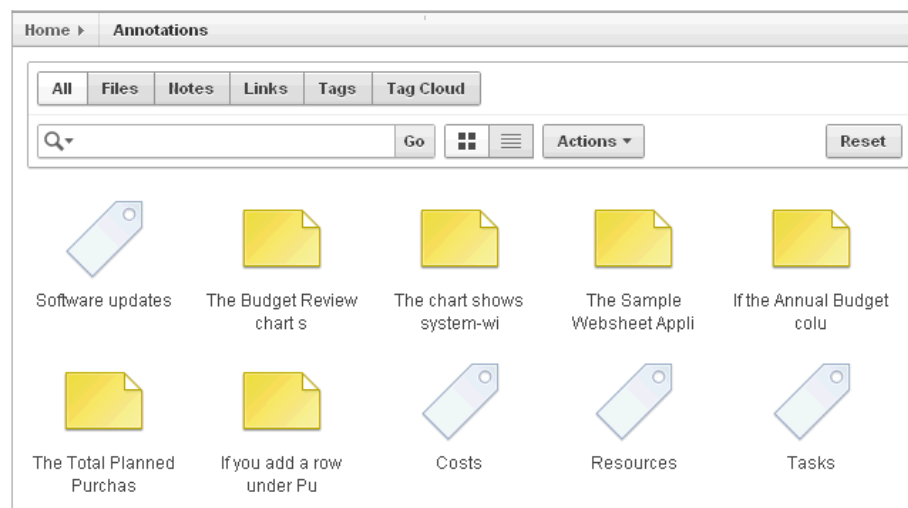 Home Annotations
All Files Notes Links Tags Tag Cloud
Go Actions Reset
Software updates
The Budget Review
chart s
The chart shows
system-wi
The Sample
Websheet Appli
If the Annual Budget
colu
The Total Planned
Purchas
If you add a row
under Pu
Costs
Resources
Tasks